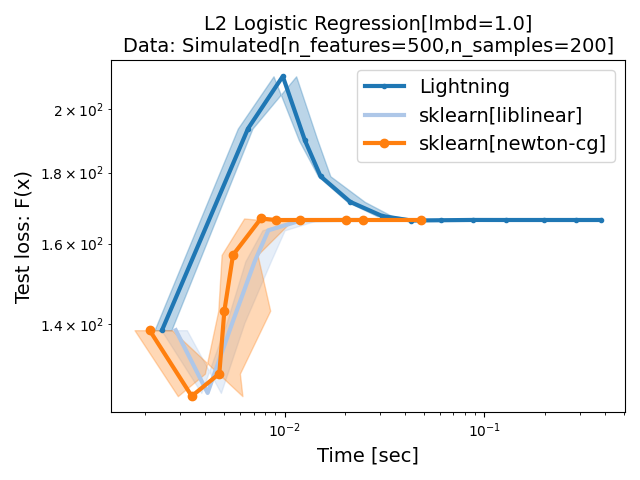 L2 Logistic Regression[lmbd=1.0]
Data: Simulated[n_features=500,n_samples=200]
Test loss: F(x)
2 × 10²
1.8 × 10²
1.6 × 10²
1.4 × 10²
Lightning
sklearn[liblinear]
sklearn[newton-cg]
10⁻² 10⁻¹
Time [sec]